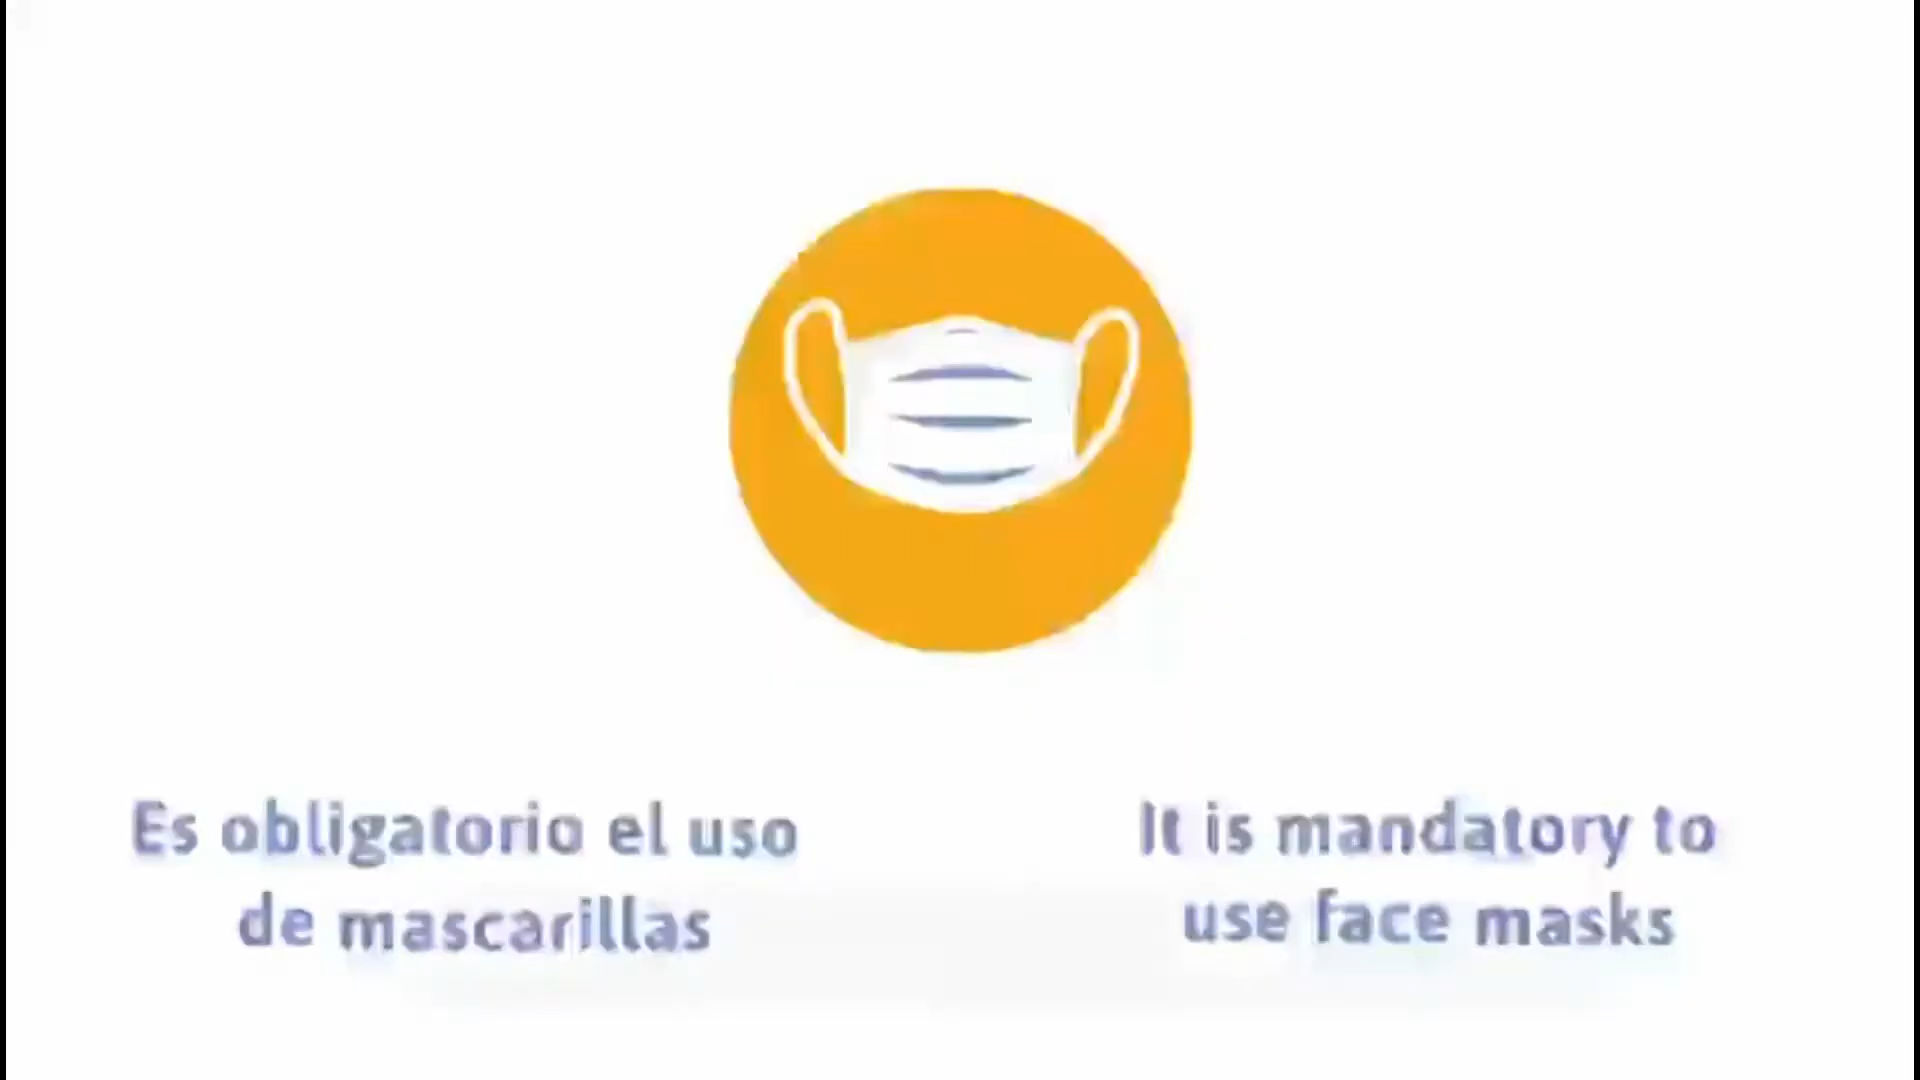 Es obligatorio el uso
de mascarillas
It is mandatory to
use face masks